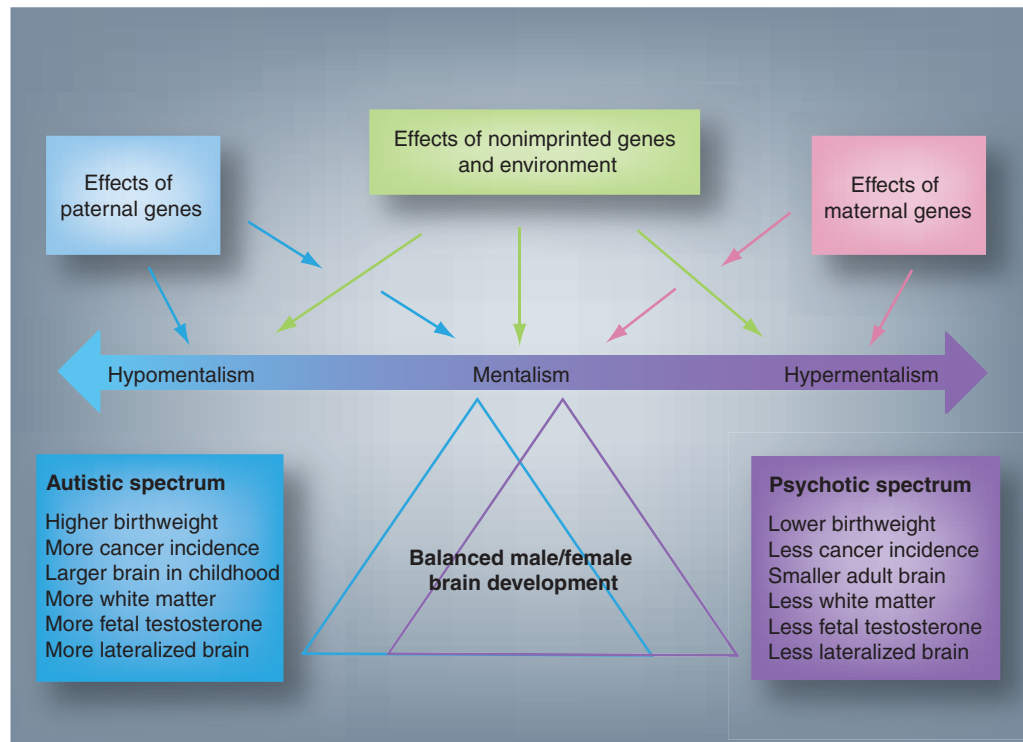 Effects of nonimprinted genes
and environment
Effects of
paternal genes
Effects of
maternal genes
Hypomentalism
Mentalism
Hypermentalism
Autistic spectrum
Higher birthweight
More cancer incidence
Larger brain in childhood
More white matter
More fetal testosterone
More lateralized brain
Balanced male/female
brain development
Psychotic spectrum
Lower birthweight
Less cancer incidence
Smaller adult brain
Less white matter
Less fetal testosterone
Less lateralized brain